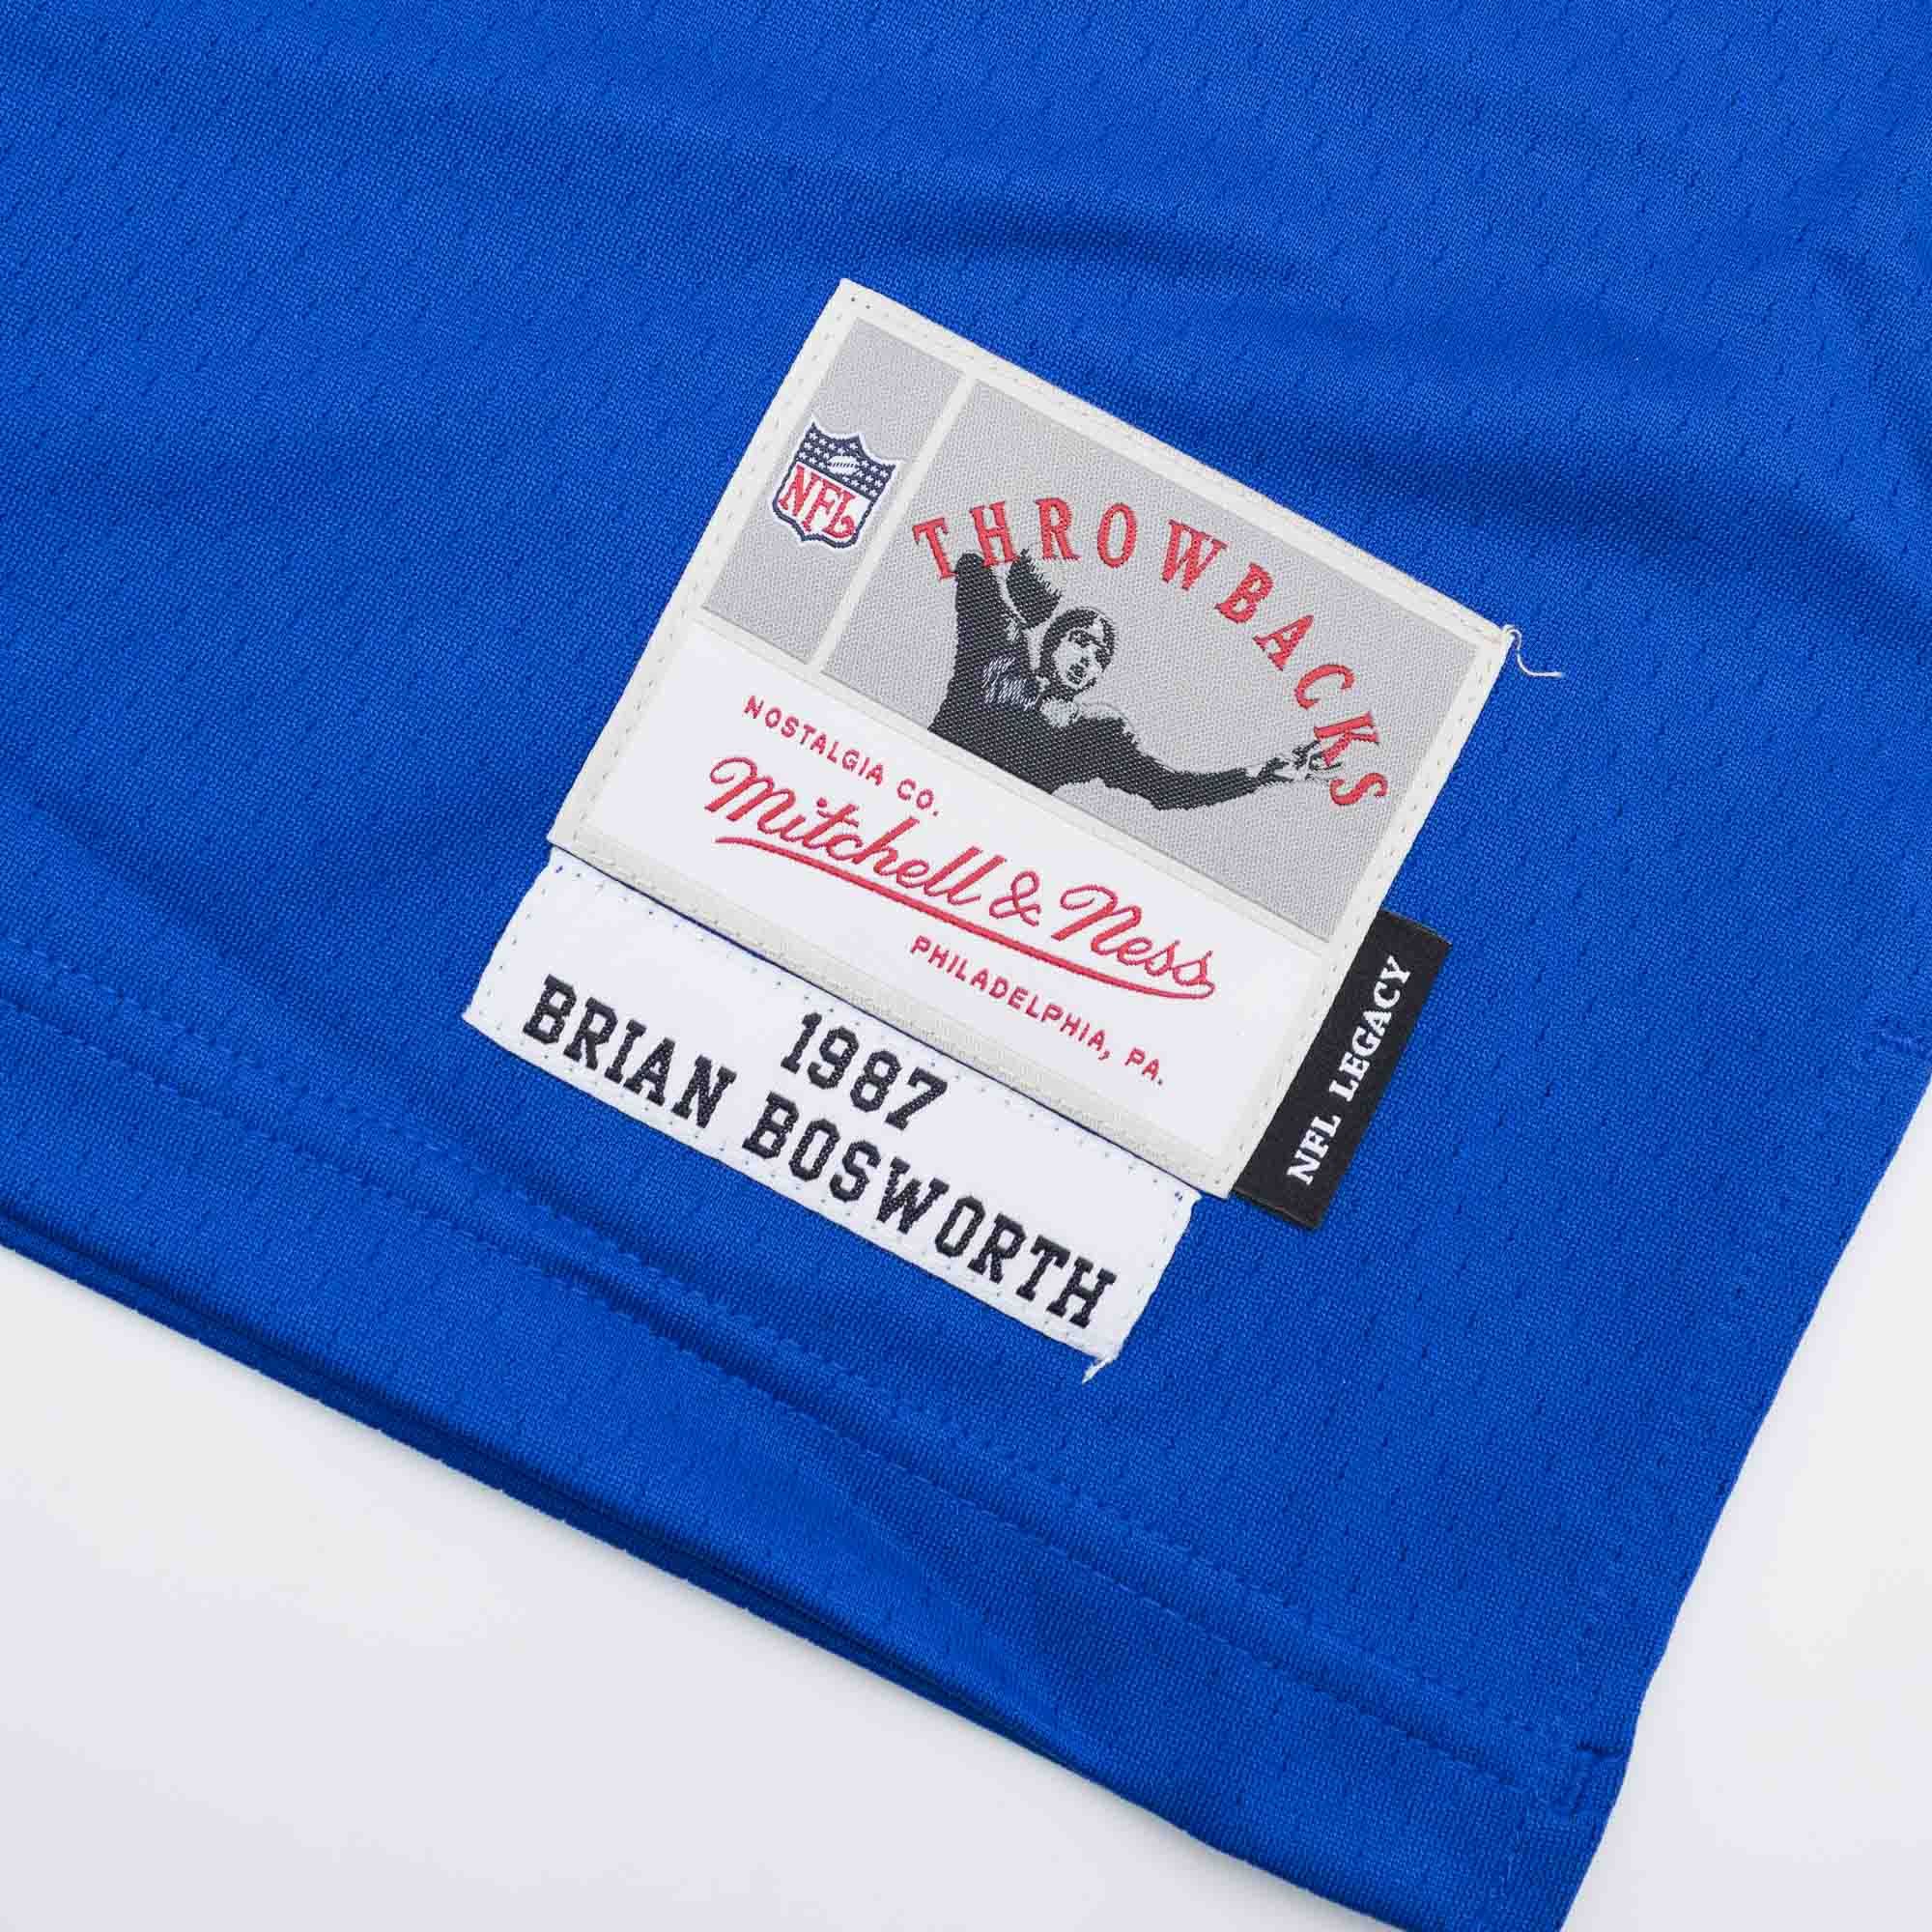 NFL
THROWBACKS
NOSTALGIA CO.
Mitchell & Ness
PHILADELPHIA, PA.
NFL LEGACY
1987
BRIAN BOSWORTH